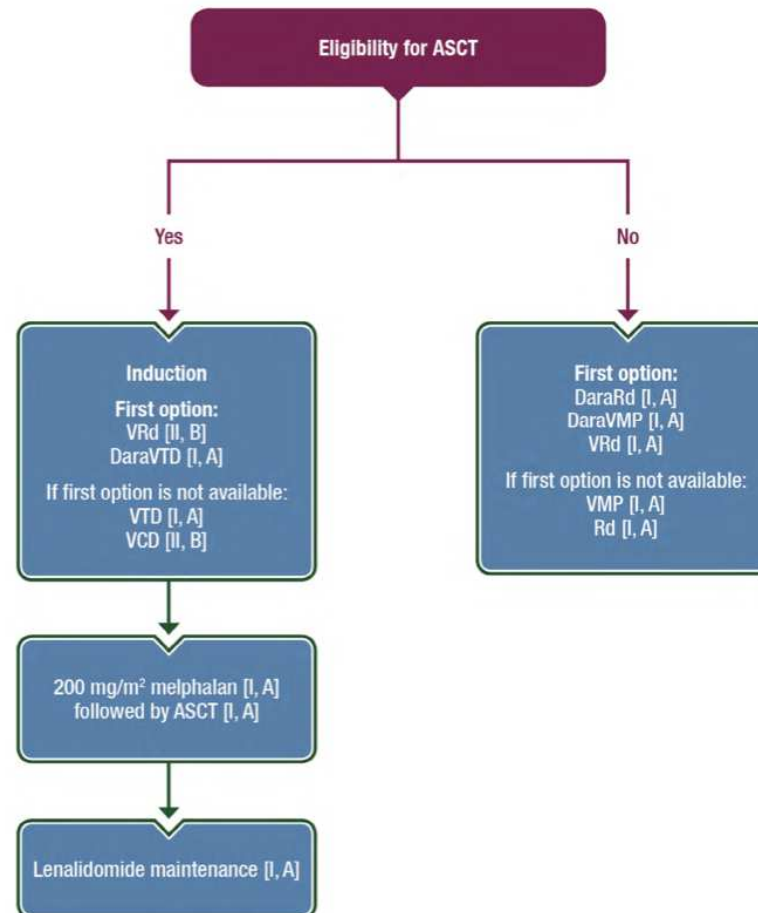 Eligibility for ASCT
Yes
No
Induction
First option:
VRd [II, B]
DaraVTD [I, A]
If first option is not available:
VTD [I, A]
VCD [II, B]
First option:
DaraRd [I, A]
DaraVMP [I, A]
VRd [I, A]
If first option is not available:
VMP [I, A]
Rd [I, A]
200 mg/m² melphalan [I, A]
followed by ASCT [I, A]
Lenalidomide maintenance [I, A]